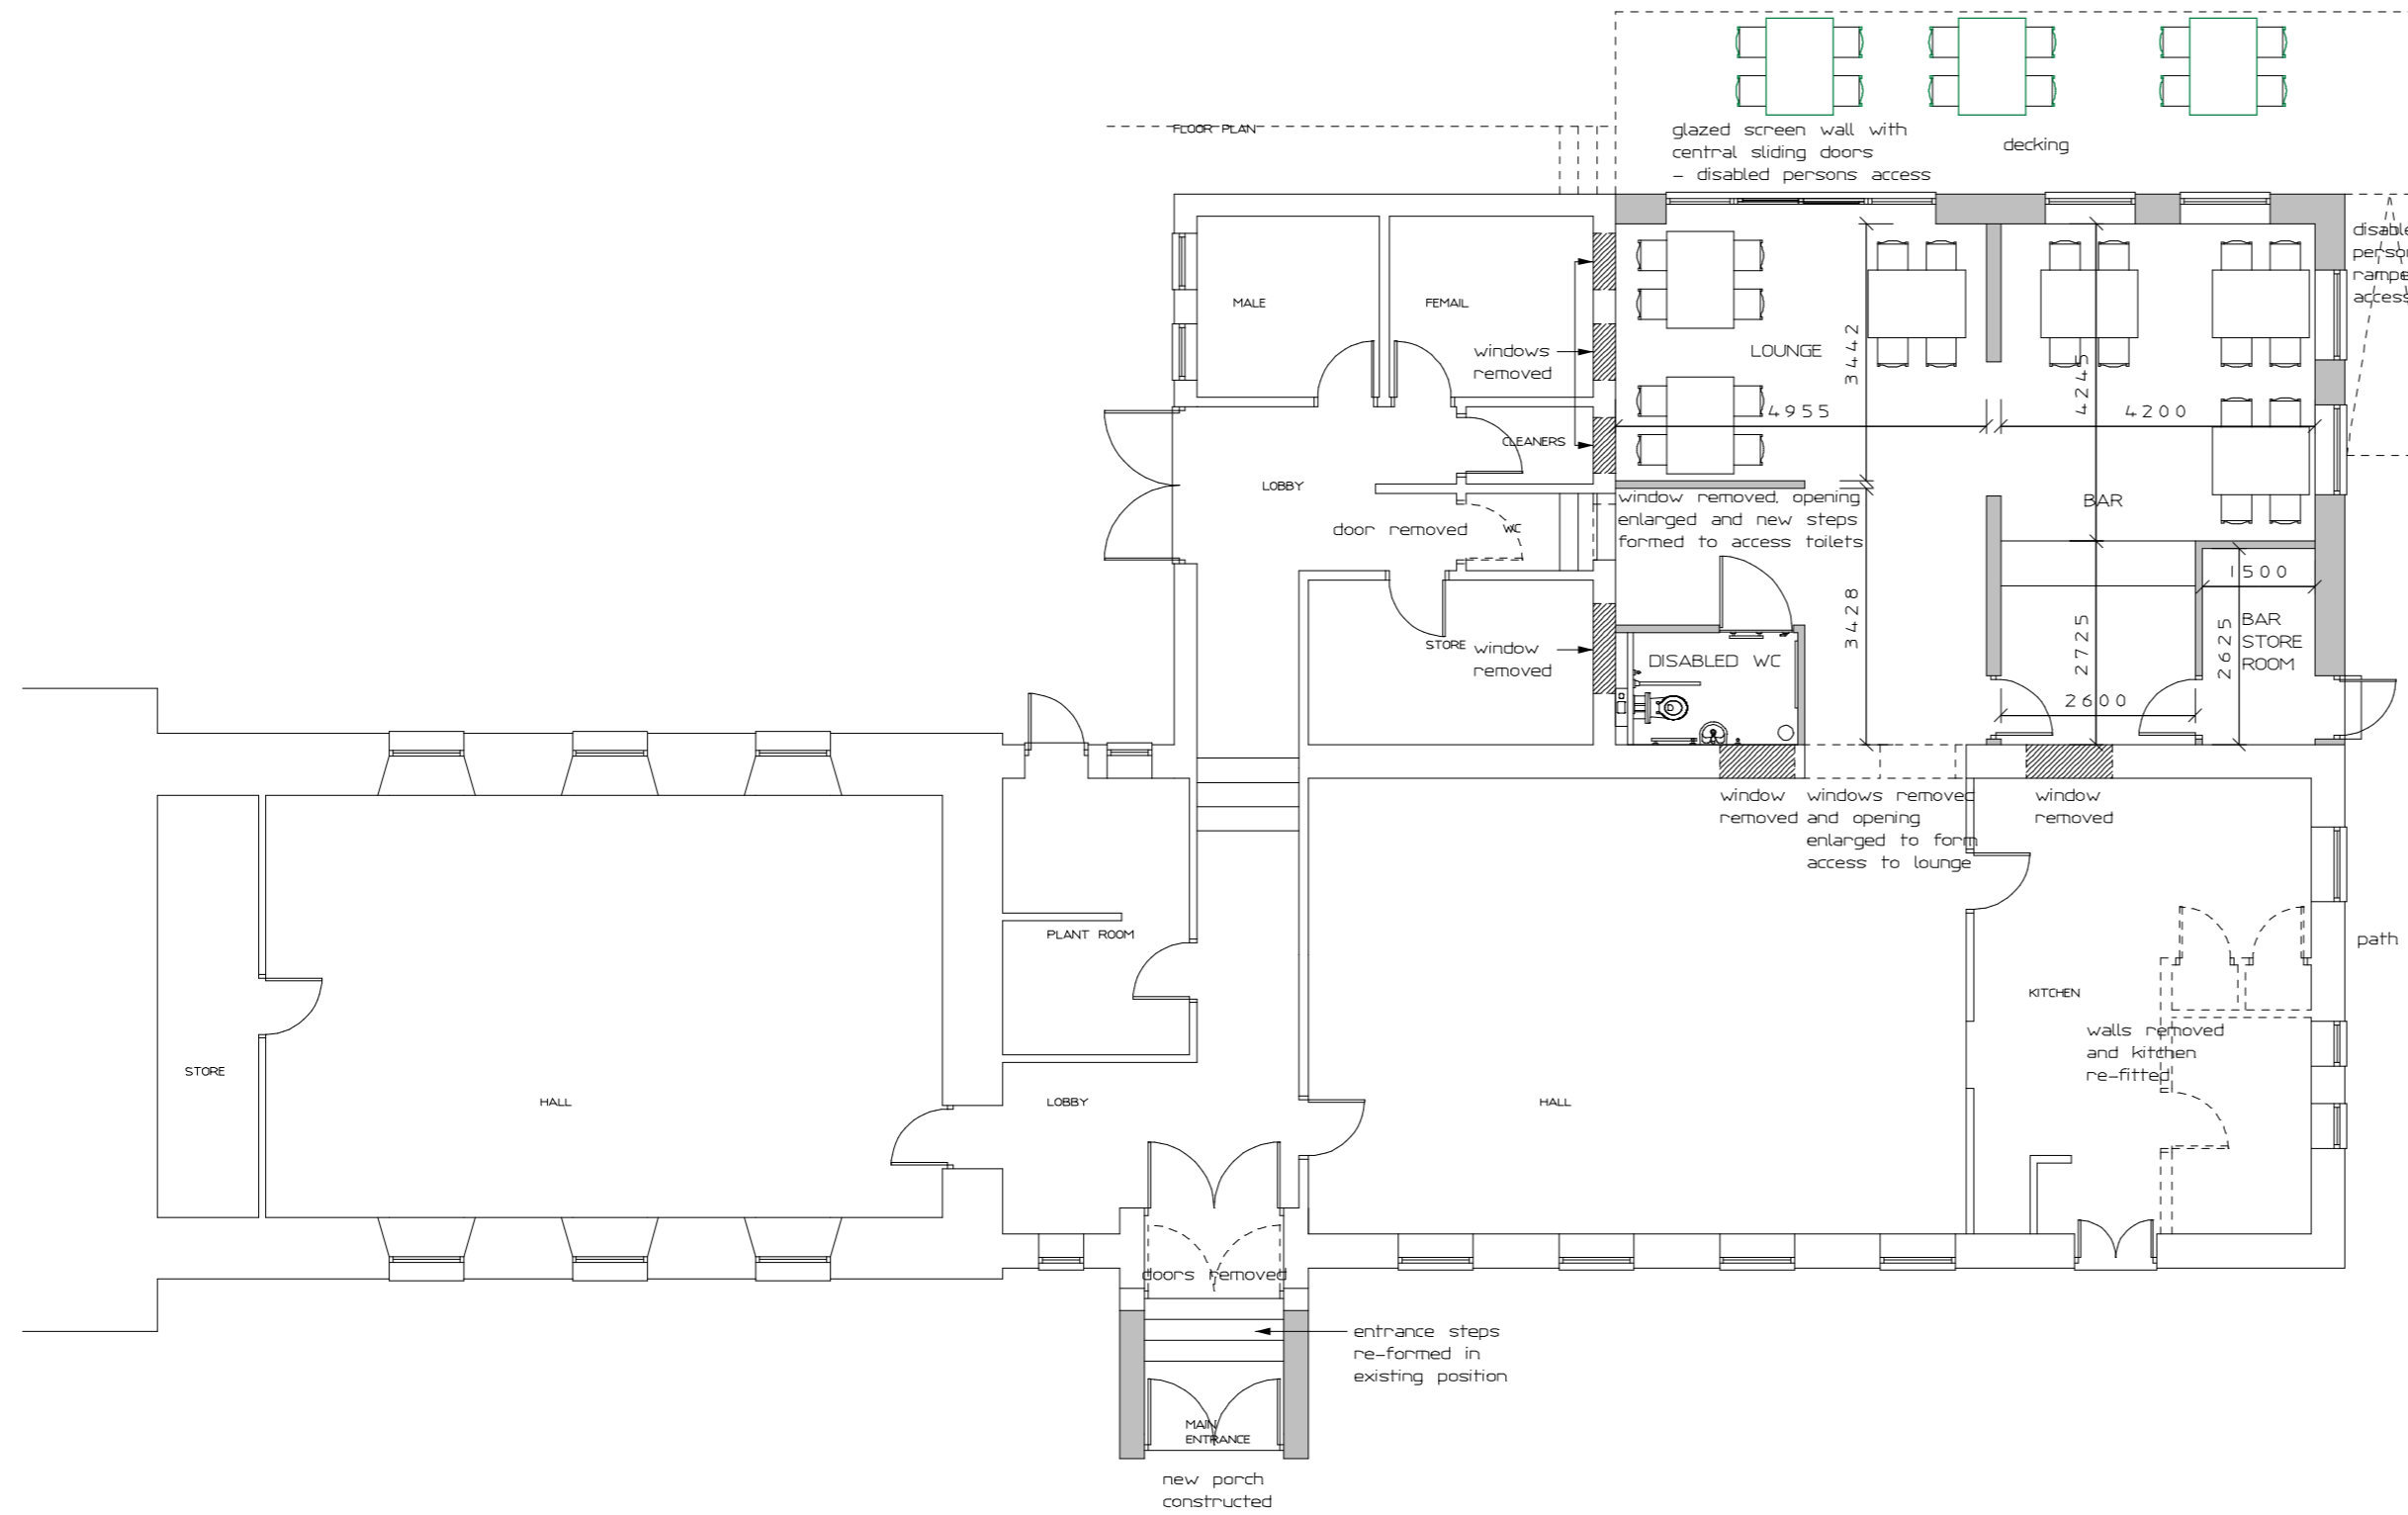 FLOOR PLAN
glazed screen wall with
central sliding doors
- disabled persons access
decking
MALE
FEMAIL
windows
removed
LOUNGE
3442
4245
4955
4200
CLEANERS
LOBBY
door removed
WC
window removed, opening
enlarged and new steps
formed to access toilets
BAR
1500
BAR
STORE
ROOM
STORE
window
removed
DISABLED WC
3428
2725
2625
2600
window
removed
windows removed
and opening
enlarged to form
access to lounge
window
removed
PLANT ROOM
path
KITCHEN
walls removed
and kitchen
re-fitted
STORE
HALL
LOBBY
HALL
doors removed
entrance steps
re-formed in
existing position
MAIN
ENTRANCE
new porch
constructed